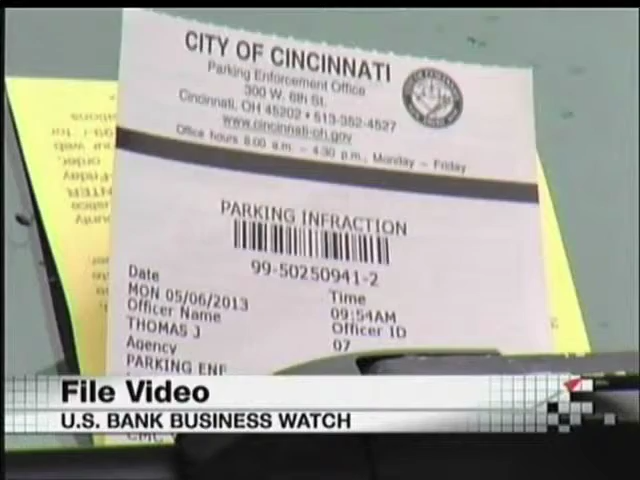 CITY OF CINCINNATI
Parking Enforcement Office
300 W. 6th St.
Cincinnati, OH 45202 • 513-352-4527
www.cincinnati-oh.gov
Office hours 8:00 a.m. - 4:30 p.m., Monday - Friday
PARKING INFRACTION
99-50250941-2
Date
MON 05/06/2013
Time
09:54AM
Officer Name
THOMAS J
Officer ID
07
Agency
PARKING ENF
File Video
U.S. BANK BUSINESS WATCH